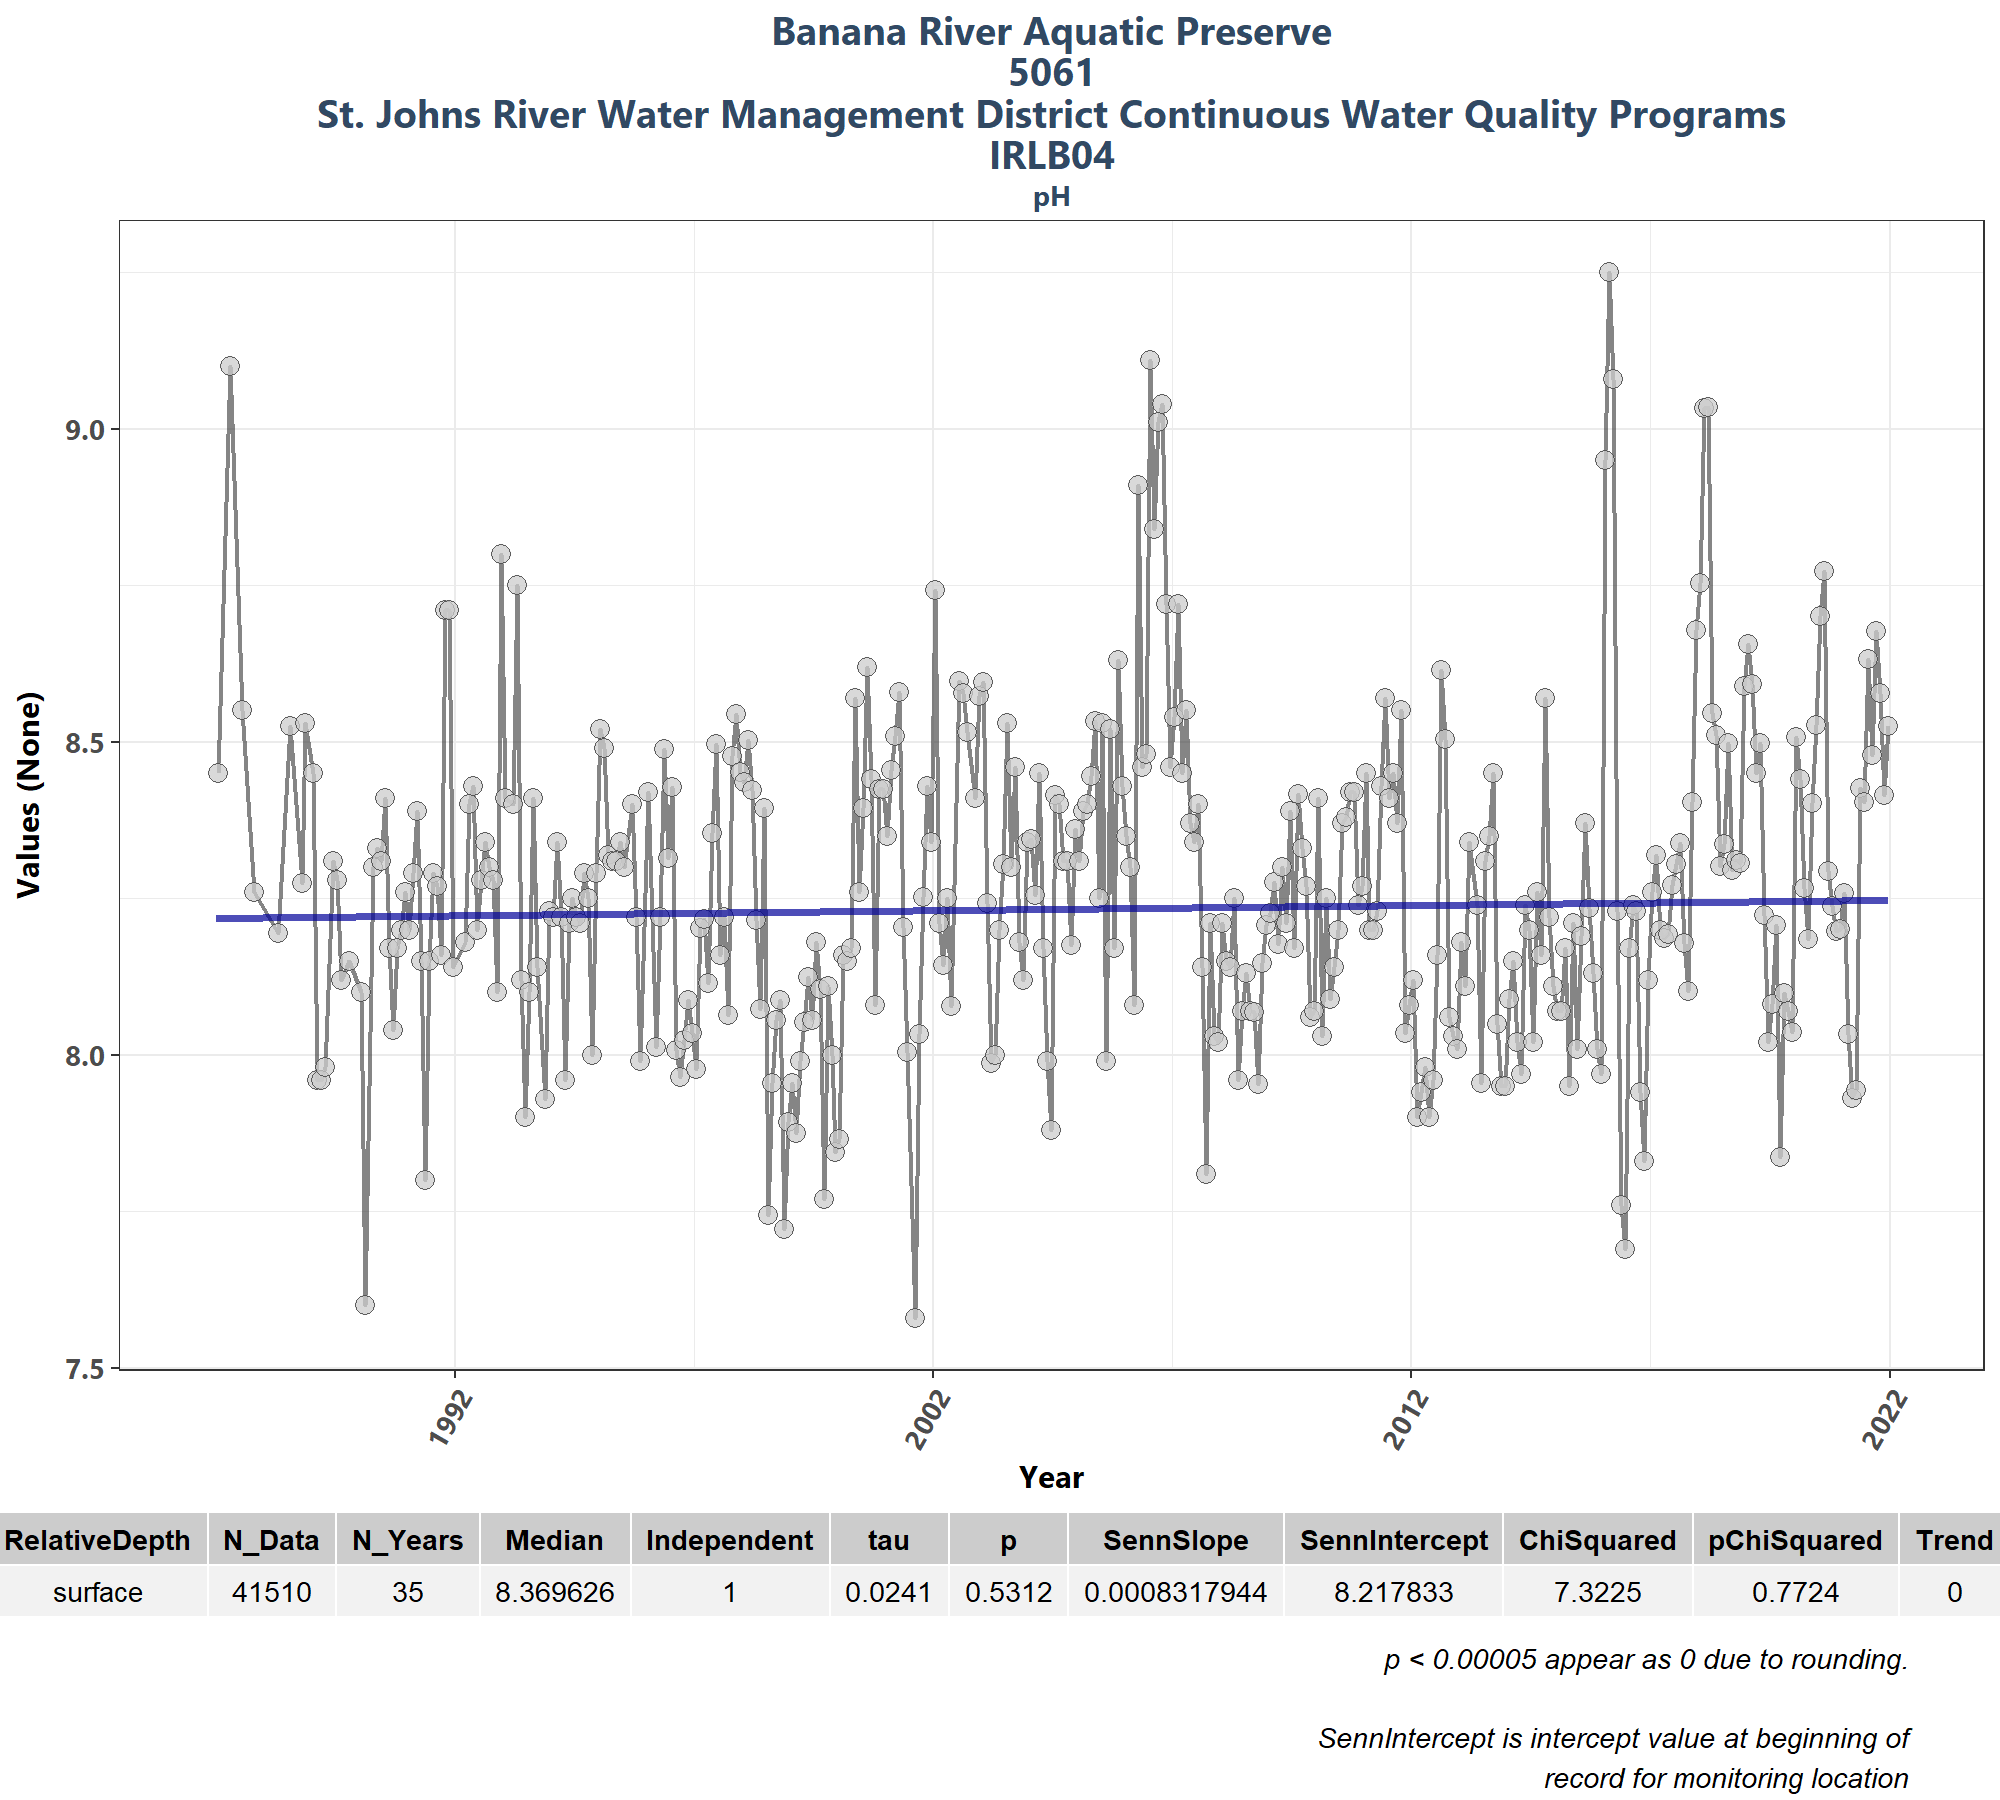 Banana River Aquatic Preserve
5061
St. Johns River Water Management District Continuous Water Quality Programs
IRLB04
pH
Values (None)
9.0
8.5
8.0
7.5
1992 2002 2012 2022
Year
RelativeDepth N_Data N_Years Median Independent tau p SennSlope SennIntercept ChiSquared pChiSquared Trend
surface 41510 35 8.369626 1 0.0241 0.5312 0.0008317944 8.217833 7.3225 0.7724 0
p < 0.00005 appear as 0 due to rounding.
SennIntercept is intercept value at beginning of
record for monitoring location